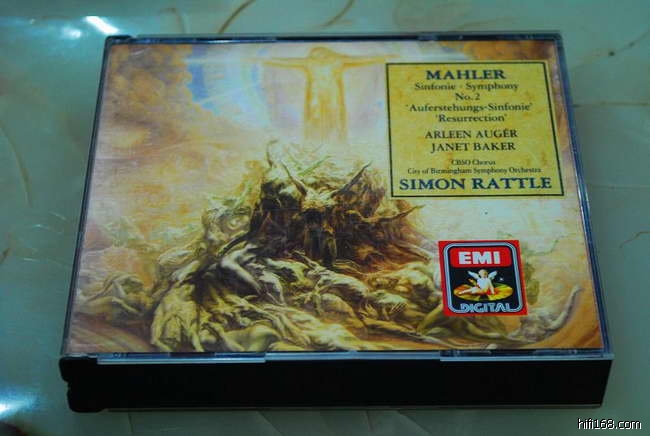 MAHLER
Sinfonie · Symphony
No.2
'Auferstehungs-Sinfonie'
'Resurrection'
ARLEEN AUGÉR
JANET BAKER
CBSO Chorus
City of Birmingham Symphony Orchestra
SIMON RATTLE
EMI
DIGITAL
hifi168.com